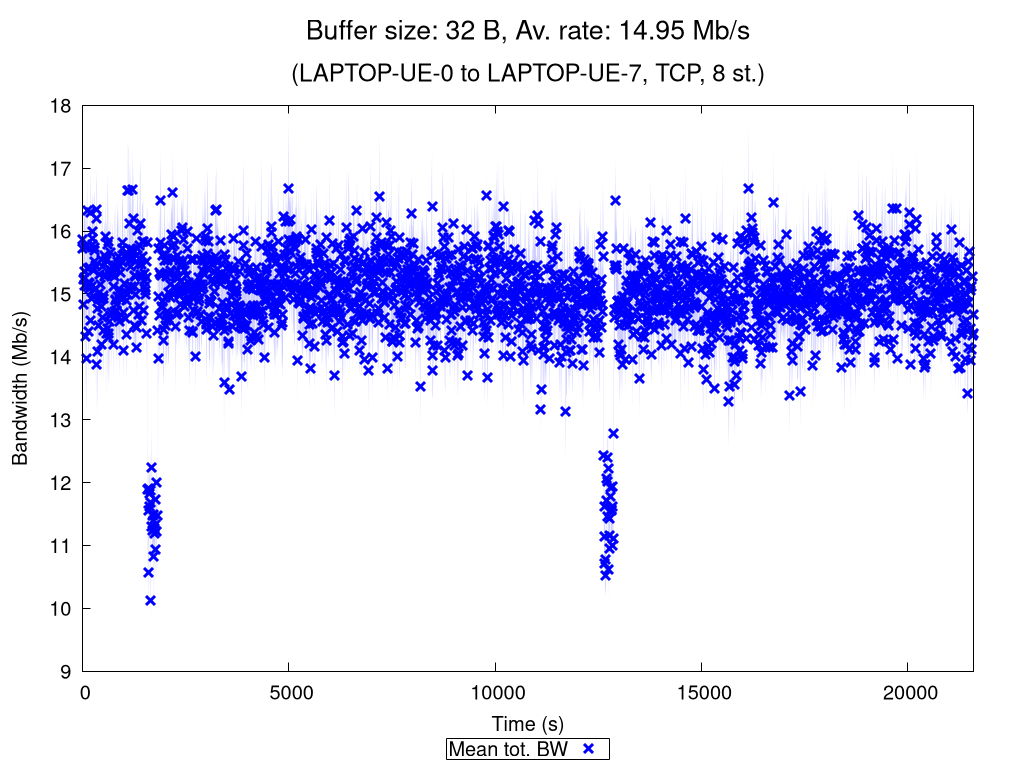 Buffer size: 32 B, Av. rate: 14.95 Mb/s
(LAPTOP-UE-0 to LAPTOP-UE-7, TCP, 8 st.)
18
17
16
15
14
13
12
11
10
9
Bandwidth (Mb/s)
0 5000 10000 15000 20000
Time (s)
Mean tot. BW